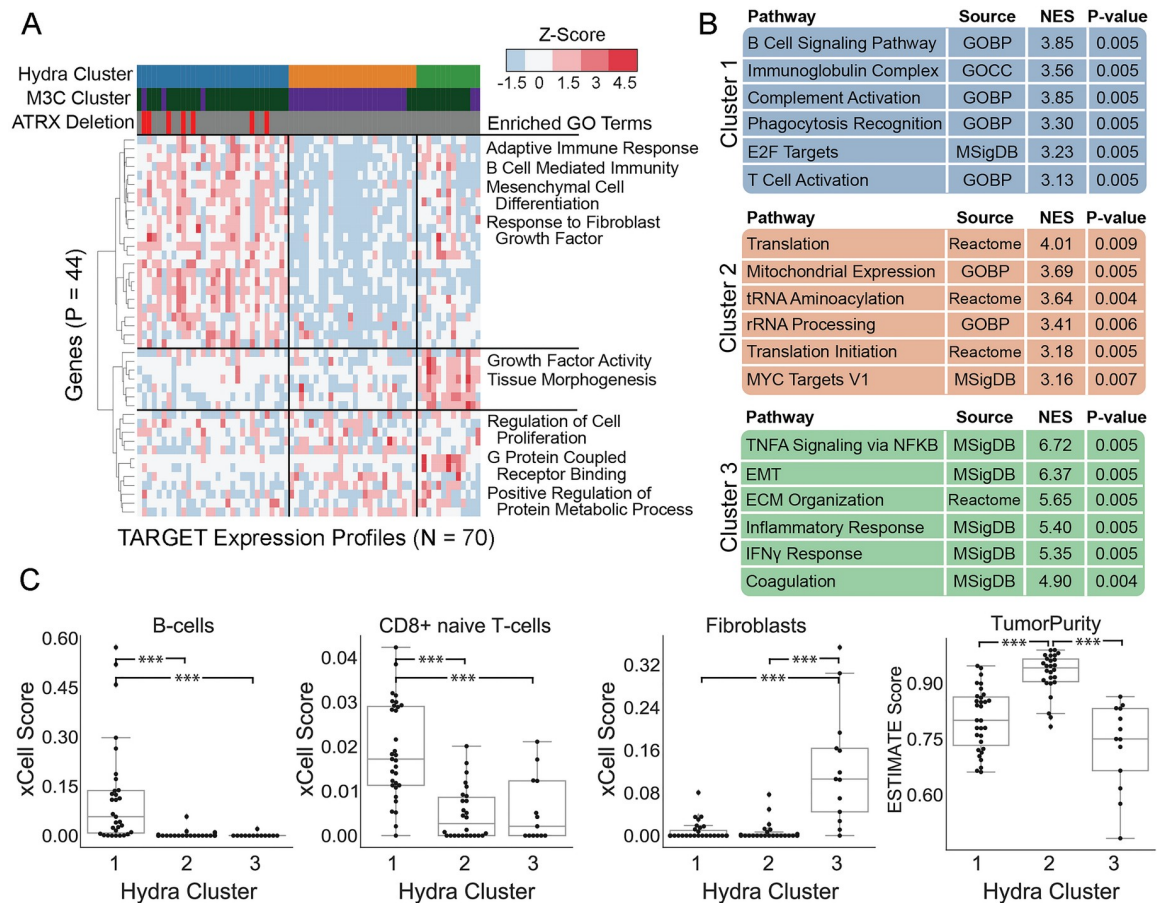 A
Z-Score
-1.5 0 1.5 3 4.5
Hydra Cluster
M3C Cluster
ATRX Deletion
Enriched GO Terms
Adaptive Immune Response
B Cell Mediated Immunity
Mesenchymal Cell
Differentiation
Response to Fibroblast
Growth Factor
Growth Factor Activity
Tissue Morphogenesis
Regulation of Cell
Proliferation
G Protein Coupled
Receptor Binding
Positive Regulation of
Protein Metabolic Process
Genes (P = 44)
TARGET Expression Profiles (N = 70)
B
Cluster 1
Pathway Source NES P-value
B Cell Signaling Pathway GOBP 3.85 0.005
Immunoglobulin Complex GOCC 3.56 0.005
Complement Activation GOBP 3.85 0.005
Phagocytosis Recognition GOBP 3.30 0.005
E2F Targets MSigDB 3.23 0.005
T Cell Activation GOBP 3.13 0.005
Cluster 2
Pathway Source NES P-value
Translation Reactome 4.01 0.009
Mitochondrial Expression GOBP 3.69 0.005
tRNA Aminoacylation Reactome 3.64 0.004
rRNA Processing GOBP 3.41 0.006
Translation Initiation Reactome 3.18 0.005
MYC Targets V1 MSigDB 3.16 0.007
Cluster 3
Pathway Source NES P-value
TNFA Signaling via NFKB MSigDB 6.72 0.005
EMT MSigDB 6.37 0.005
ECM Organization Reactome 5.65 0.005
Inflammatory Response MSigDB 5.40 0.005
IFNγ Response MSigDB 5.35 0.005
Coagulation MSigDB 4.90 0.004
C
B-cells
xCell Score
0.60
0.45
0.30
0.15
0.00
***
***
1 2 3
Hydra Cluster
CD8+ naive T-cells
xCell Score
0.04
0.03
0.02
0.01
0.00
***
***
1 2 3
Hydra Cluster
Fibroblasts
xCell Score
0.32
0.24
0.16
0.08
0.00
***
***
1 2 3
Hydra Cluster
TumorPurity
ESTIMATE Score
0.90
0.75
0.60
*** ***
1 2 3
Hydra Cluster